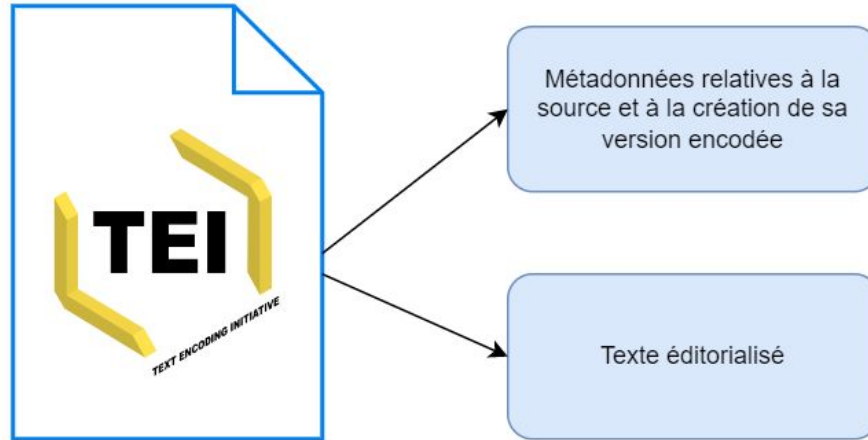 TEI
TEXT ENCODING INITIATIVE
Métadonnées relatives à la
source et à la création de sa
version encodée
Texte éditorialisé